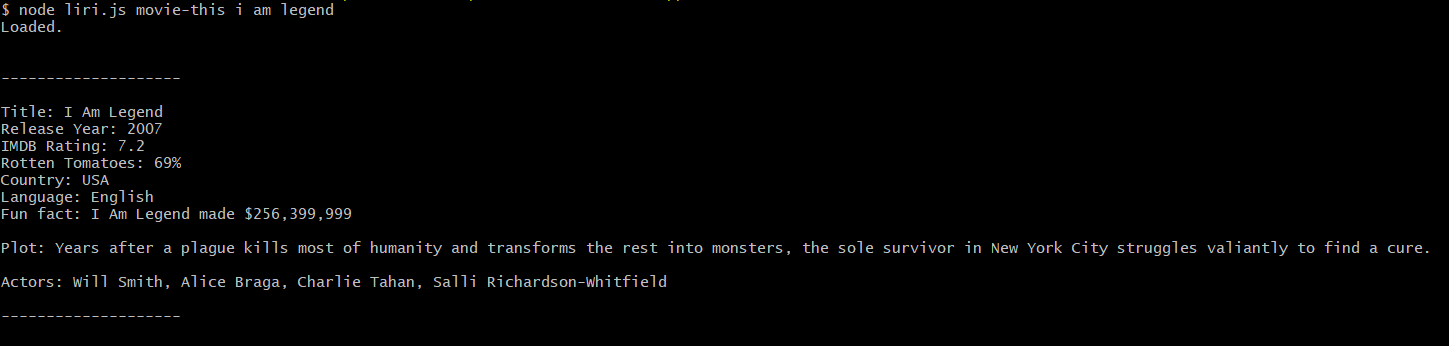 $ node liri.js movie-this i am legend
Loaded.
--------------------
Title: I Am Legend
Release Year: 2007
IMDB Rating: 7.2
Rotten Tomatoes: 69%
Country: USA
Language: English
Fun fact: I Am Legend made $256,399,999
Plot: Years after a plague kills most of humanity and transforms the rest into monsters, the sole survivor in New York City struggles valiantly to find a cure.
Actors: Will Smith, Alice Braga, Charlie Tahan, Salli Richardson-Whitfield
--------------------